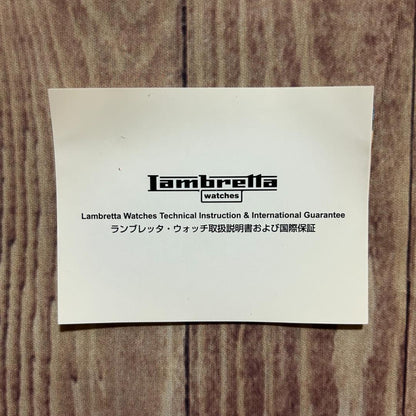 Lambretta
watches
Lambretta Watches Technical Instruction & International Guarantee
ランブレッタ・ウォッチ取扱説明書および国際保証